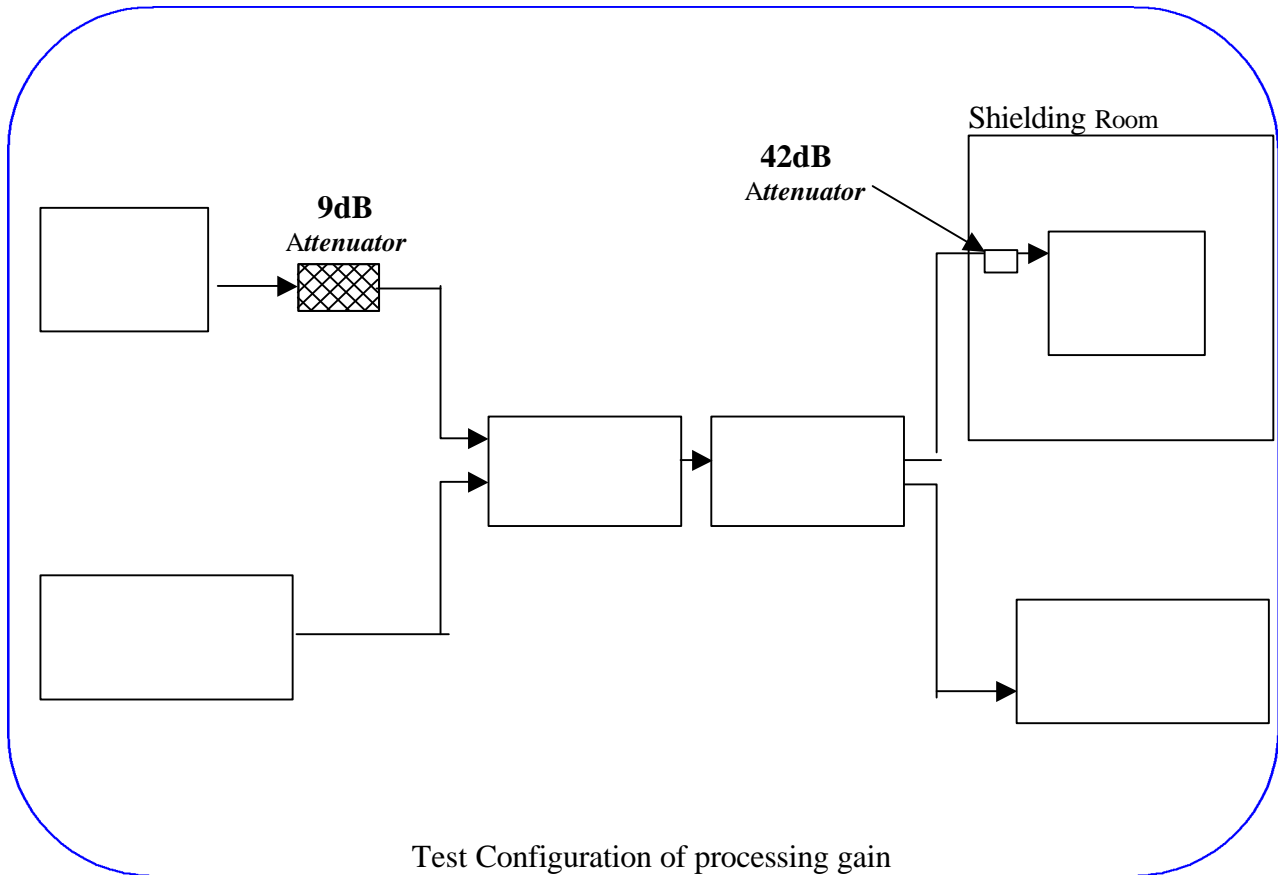 Shielding Room
42dB
Attenuator
9dB
Attenuator
Test Configuration of processing gain